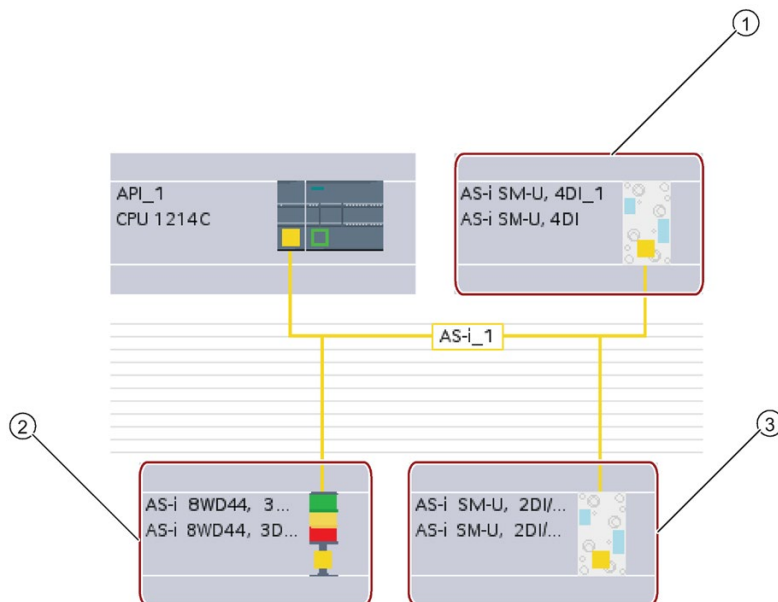 ①
API_1
CPU 1214C
AS-i SM-U, 4DI_1
AS-i SM-U, 4DI
AS-i_1
②
③
AS-i 8WD44, 3...
AS-i 8WD44, 3D...
AS-i SM-U, 2DI/...
AS-i SM-U, 2DI/...